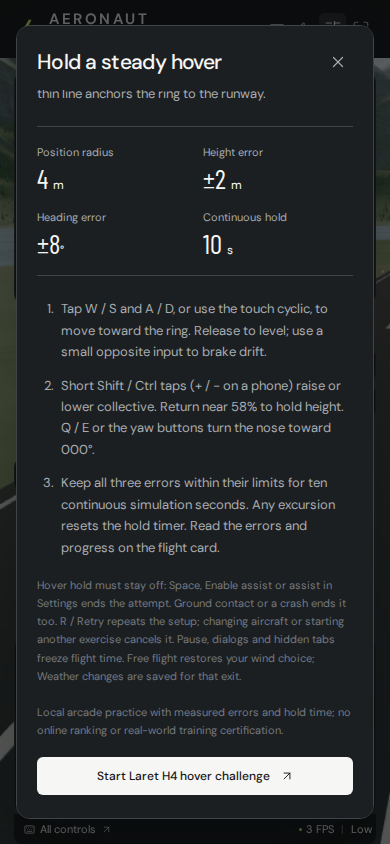 AERONAUT
Hold a steady hover
thin line anchors the ring to the runway.
Position radius
Height error
4 m
±2 m
Heading error
Continuous hold
±8°
10 s
1. Tap W / S and A / D, or use the touch cyclic, to
move toward the ring. Release to level; use a
small opposite input to brake drift.
2. Short Shift / Ctrl taps (+ / − on a phone) raise or
lower collective. Return near 58% to hold height.
Q / E or the yaw buttons turn the nose toward
000°.
3. Keep all three errors within their limits for ten
continuous simulation seconds. Any excursion
resets the hold timer. Read the errors and
progress on the flight card.
Hover hold must stay off: Space, Enable assist or assist in
Settings ends the attempt. Ground contact or a crash ends it
too. R / Retry repeats the setup; changing aircraft or starting
another exercise cancels it. Pause, dialogs and hidden tabs
freeze flight time. Free flight restores your wind choice;
Weather changes are saved for that exit.
Local arcade practice with measured errors and hold time; no
online ranking or real-world training certification.
Start Laret H4 hover challenge ↗
All controls ↗
• 3 FPS | Low